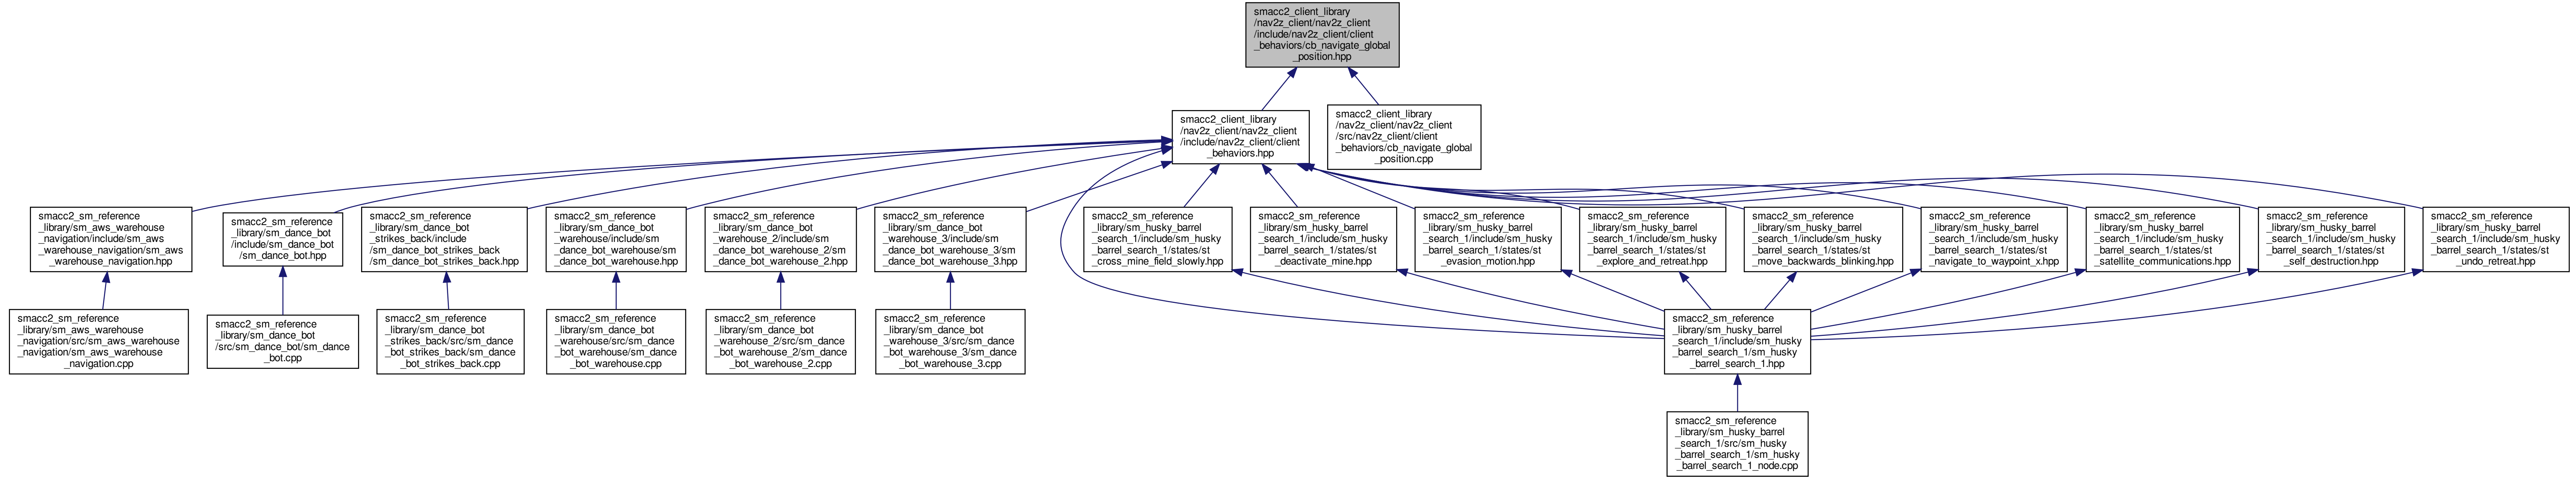 smacc2_client_library
/nav2z_client/nav2z_client
/include/nav2z_client/client
_behaviors/cb_navigate_global
_position.hpp
smacc2_client_library
/nav2z_client/nav2z_client
/include/nav2z_client/client
_behaviors.hpp
smacc2_client_library
/nav2z_client/nav2z_client
/src/nav2z_client/client
_behaviors/cb_navigate_global
_position.cpp
smacc2_sm_reference
_library/sm_aws_warehouse
_navigation/include/sm_aws
_warehouse_navigation/sm_aws
_warehouse_navigation.hpp
smacc2_sm_reference
_library/sm_dance_bot
/include/sm_dance_bot
/sm_dance_bot.hpp
smacc2_sm_reference
_library/sm_dance_bot
_strikes_back/include
/sm_dance_bot_strikes_back
/sm_dance_bot_strikes_back.hpp
smacc2_sm_reference
_library/sm_dance_bot
_warehouse/include/sm
_dance_bot_warehouse/sm
_dance_bot_warehouse.hpp
smacc2_sm_reference
_library/sm_dance_bot
_warehouse_2/include/sm
_dance_bot_warehouse_2/sm
_dance_bot_warehouse_2.hpp
smacc2_sm_reference
_library/sm_dance_bot
_warehouse_3/include/sm
_dance_bot_warehouse_3/sm
_dance_bot_warehouse_3.hpp
smacc2_sm_reference
_library/sm_husky_barrel
_search_1/include/sm_husky
_barrel_search_1/states/st
_cross_mine_field_slowly.hpp
smacc2_sm_reference
_library/sm_husky_barrel
_search_1/include/sm_husky
_barrel_search_1/states/st
_deactivate_mine.hpp
smacc2_sm_reference
_library/sm_husky_barrel
_search_1/include/sm_husky
_barrel_search_1/states/st
_evasion_motion.hpp
smacc2_sm_reference
_library/sm_husky_barrel
_search_1/include/sm_husky
_barrel_search_1/states/st
_explore_and_retreat.hpp
smacc2_sm_reference
_library/sm_husky_barrel
_search_1/include/sm_husky
_barrel_search_1/states/st
_move_backwards_blinking.hpp
smacc2_sm_reference
_library/sm_husky_barrel
_search_1/include/sm_husky
_barrel_search_1/states/st
_navigate_to_waypoint_x.hpp
smacc2_sm_reference
_library/sm_husky_barrel
_search_1/include/sm_husky
_barrel_search_1/states/st
_satellite_communications.hpp
smacc2_sm_reference
_library/sm_husky_barrel
_search_1/include/sm_husky
_barrel_search_1/states/st
_self_destruction.hpp
smacc2_sm_reference
_library/sm_husky_barrel
_search_1/include/sm_husky
_barrel_search_1/states/st
_undo_retreat.hpp
smacc2_sm_reference
_library/sm_aws_warehouse
_navigation/src/sm_aws_warehouse
_navigation/sm_aws_warehouse
_navigation.cpp
smacc2_sm_reference
_library/sm_dance_bot
/src/sm_dance_bot/sm_dance
_bot.cpp
smacc2_sm_reference
_library/sm_dance_bot
_strikes_back/src/sm_dance
_bot_strikes_back/sm_dance
_bot_strikes_back.cpp
smacc2_sm_reference
_library/sm_dance_bot
_warehouse/src/sm_dance
_bot_warehouse/sm_dance
_bot_warehouse.cpp
smacc2_sm_reference
_library/sm_dance_bot
_warehouse_2/src/sm_dance
_bot_warehouse_2/sm_dance
_bot_warehouse_2.cpp
smacc2_sm_reference
_library/sm_dance_bot
_warehouse_3/src/sm_dance
_bot_warehouse_3/sm_dance
_bot_warehouse_3.cpp
smacc2_sm_reference
_library/sm_husky_barrel
_search_1/include/sm_husky
_barrel_search_1/sm_husky
_barrel_search_1.hpp
smacc2_sm_reference
_library/sm_husky_barrel
_search_1/src/sm_husky
_barrel_search_1/sm_husky
_barrel_search_1_node.cpp